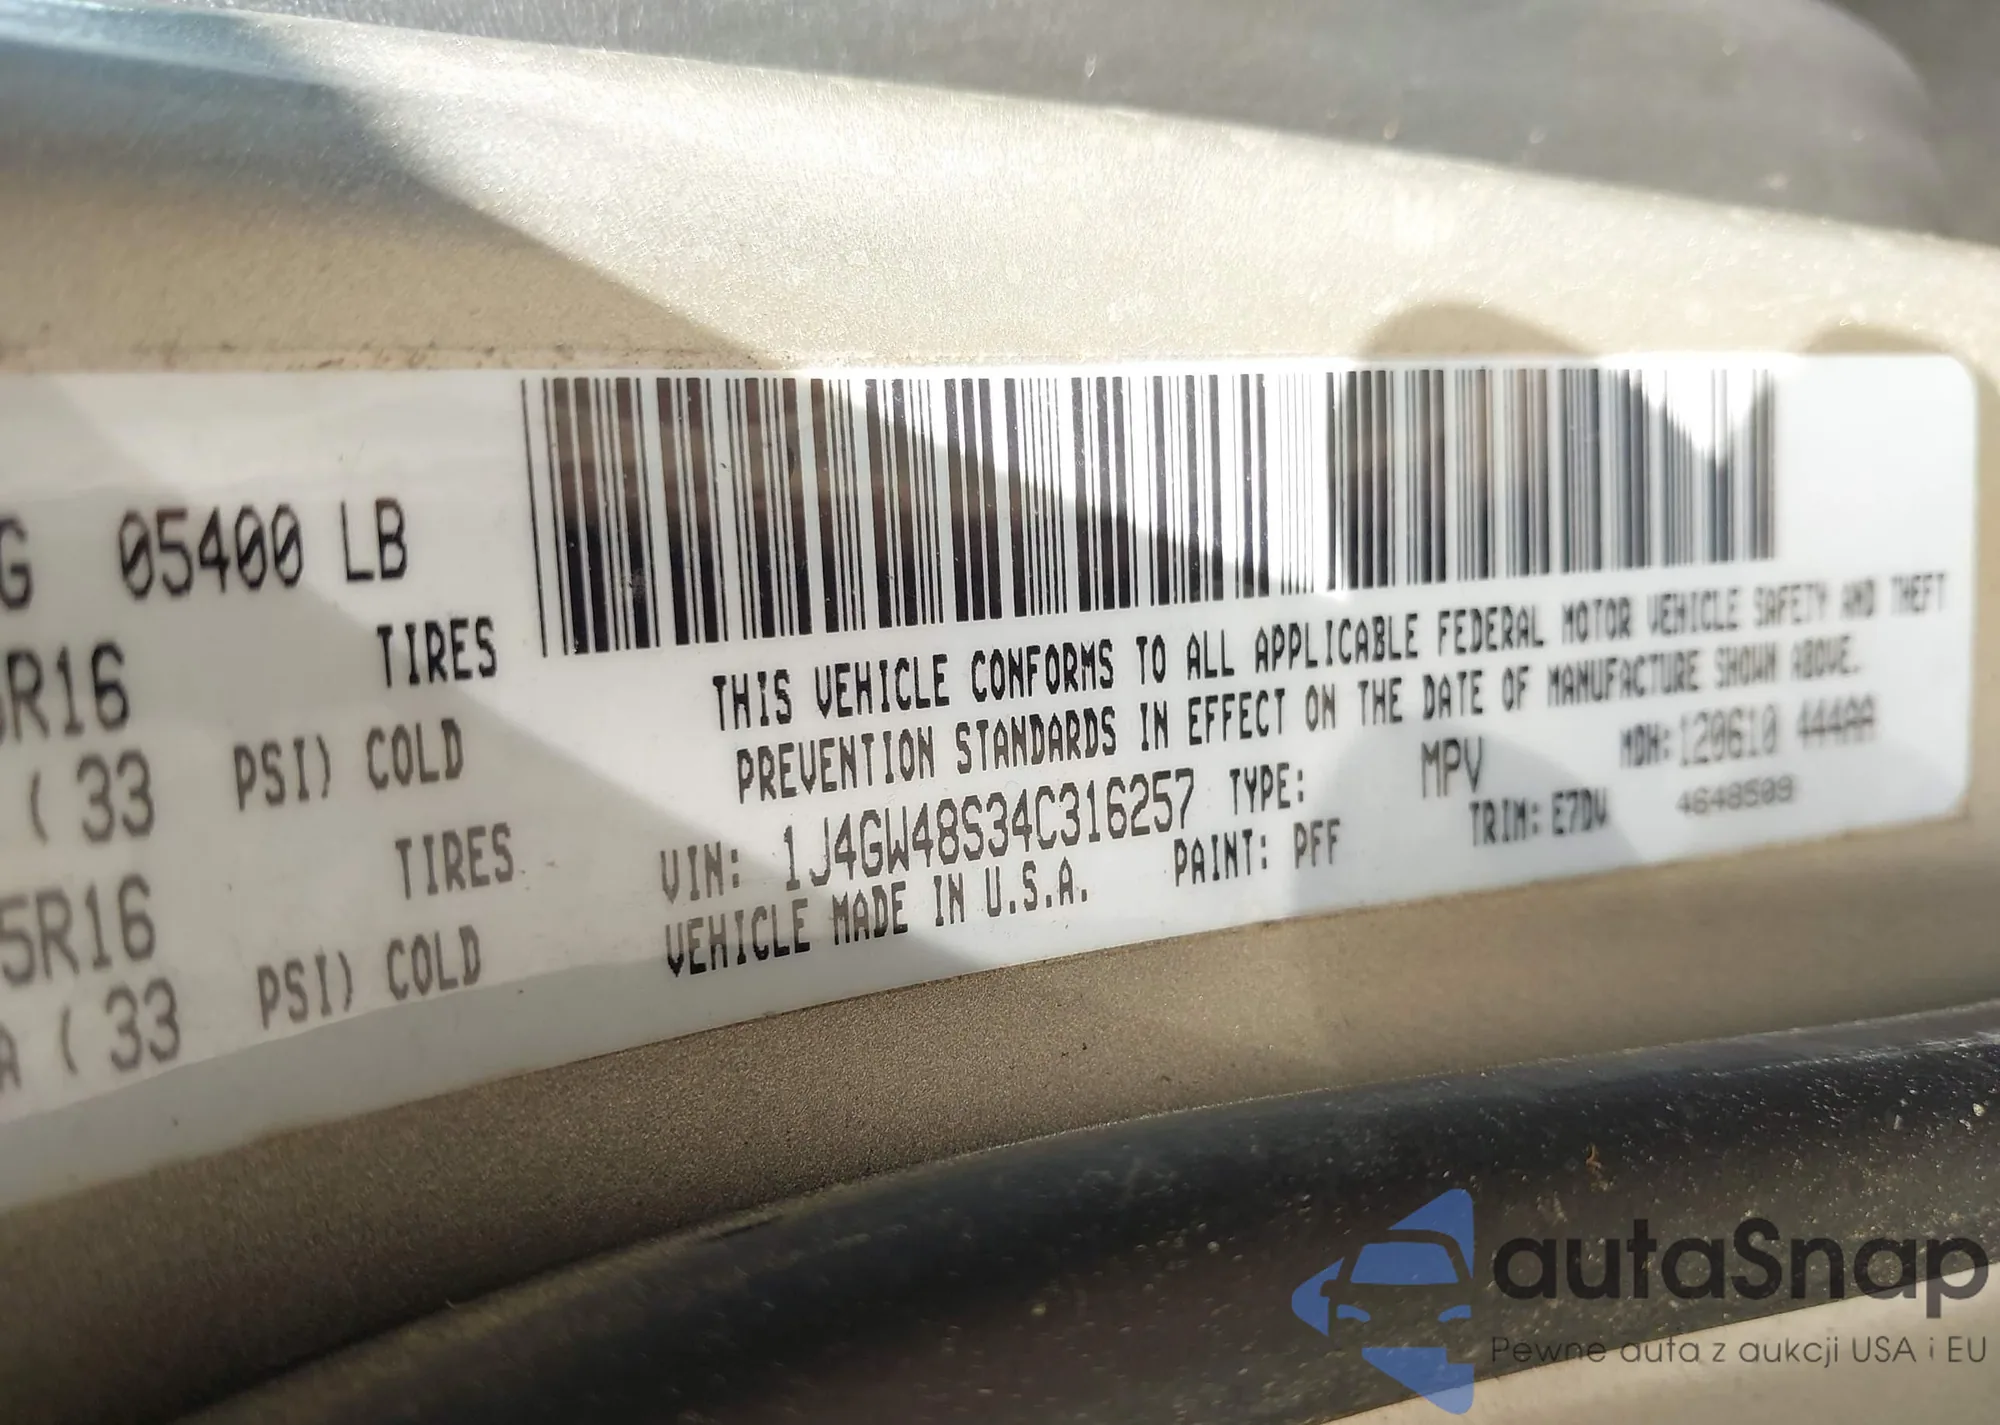 G 05400 LB
5R16 TIRES
( 33 PSI) COLD
5R16 TIRES
A ( 33 PSI) COLD
THIS VEHICLE CONFORMS TO ALL APPLICABLE FEDERAL MOTOR VEHICLE SAFETY AND THEFT
PREVENTION STANDARDS IN EFFECT ON THE DATE OF MANUFACTURE SHOWN ABOVE.
VIN: 1J4GW48S34C316257 TYPE: MPV MDH: 120610 444AA
VEHICLE MADE IN U.S.A. PAINT: PFF TRIM: E7DV 4648509
autaSnap
Pewne auta z aukcji USA i EU